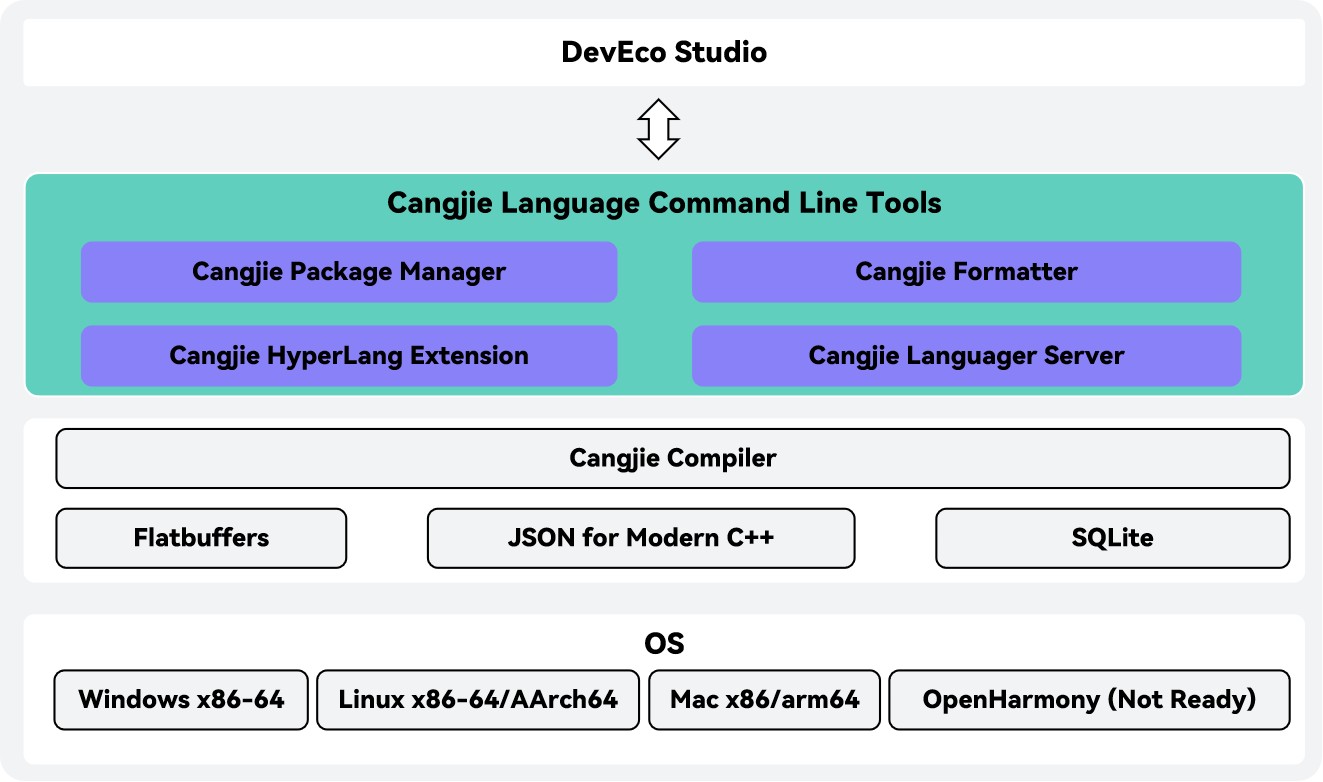 DevEco Studio
Cangjie Language Command Line Tools
Cangjie Package Manager
Cangjie Formatter
Cangjie HyperLang Extension
Cangjie Languager Server
Cangjie Compiler
Flatbuffers
JSON for Modern C++
SQLite
OS
Windows x86-64
Linux x86-64/AArch64
Mac x86/arm64
OpenHarmony (Not Ready)